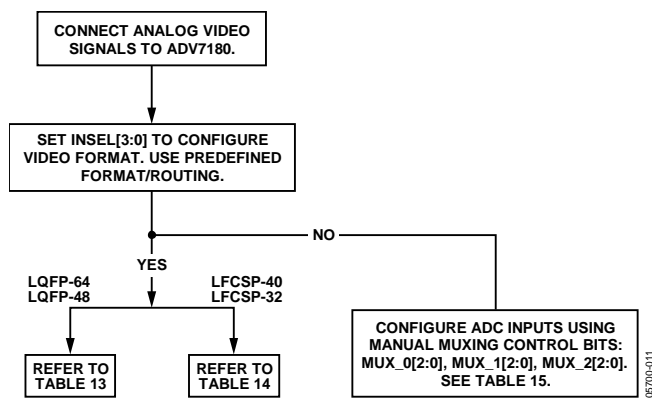 CONNECT ANALOG VIDEO
SIGNALS TO ADV7180.
SET INSEL[3:0] TO CONFIGURE
VIDEO FORMAT. USE PREDEFINED
FORMAT/ROUTING.
NO
YES
LQFP-64
LQFP-48
LFCSP-40
LFCSP-32
REFER TO
TABLE 13
REFER TO
TABLE 14
CONFIGURE ADC INPUTS USING
MANUAL MUXING CONTROL BITS:
MUX_0[2:0], MUX_1[2:0], MUX_2[2:0].
SEE TABLE 15.
05700-011